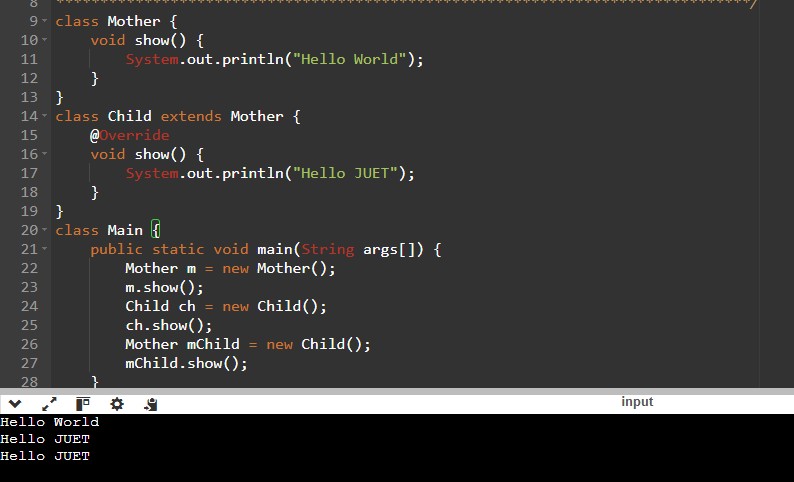 8 ******************************************************************************/
9 class Mother {
10     void show() {
11         System.out.println("Hello World");
12     }
13 }
14 class Child extends Mother {
15     @Override
16     void show() {
17         System.out.println("Hello JUET");
18     }
19 }
20 class Main {
21     public static void main(String args[]) {
22         Mother m = new Mother();
23         m.show();
24         Child ch = new Child();
25         ch.show();
26         Mother mChild = new Child();
27         mChild.show();
28     }
input
Hello World
Hello JUET
Hello JUET